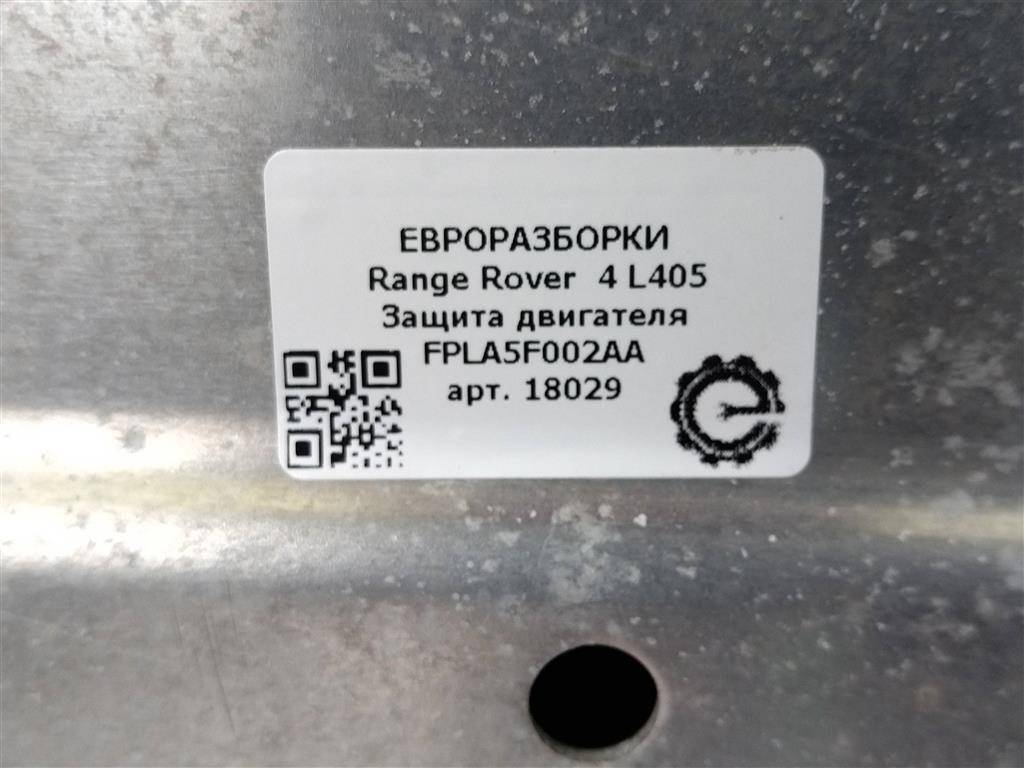 ЕВРОРАЗБОРКИ
Range Rover 4 L405
Защита двигателя
FPLA5F002AA
арт. 18029